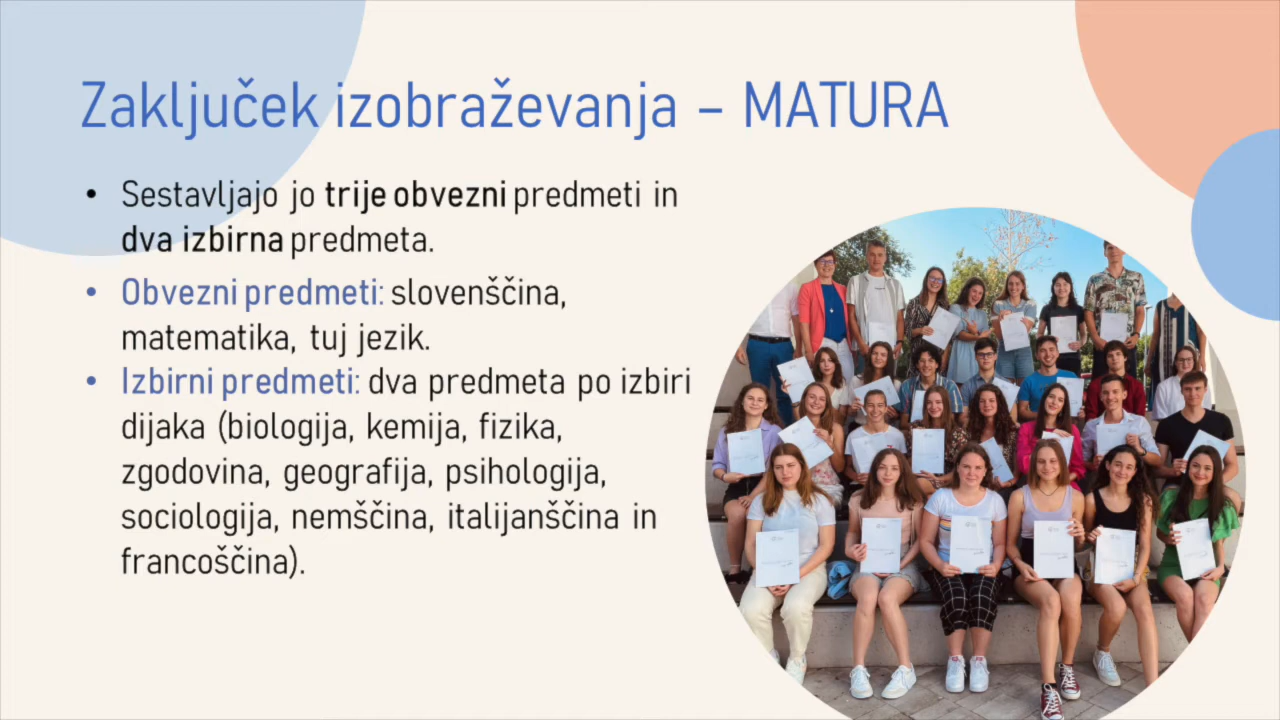 Zaključek izobraževanja – MATURA
• Sestavljajo jo trije obvezni predmeti in
dva izbirna predmeta.
• Obvezni predmeti: slovenščina,
matematika, tuj jezik.
• Izbirni predmeti: dva predmeta po izbiri
dijaka (biologija, kemija, fizika,
zgodovina, geografija, psihologija,
sociologija, nemščina, italijanščina in
francoščina).